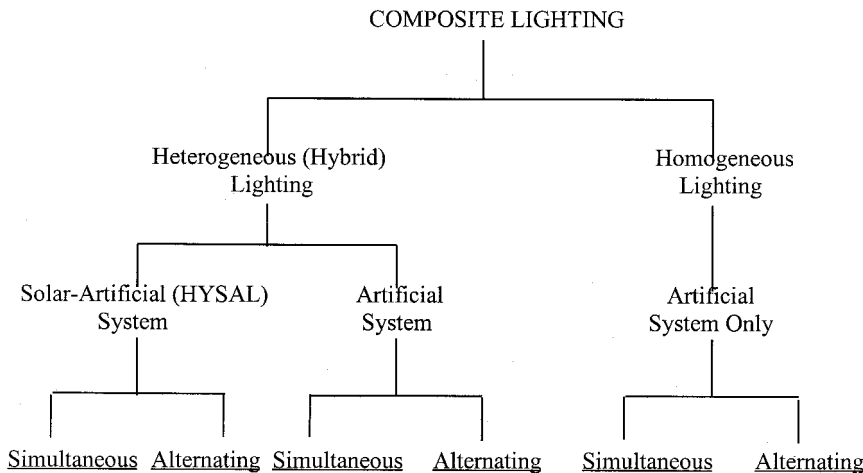 COMPOSITE LIGHTING
Heterogeneous (Hybrid)
Lighting
Homogeneous
Lighting
Solar-Artificial (HYSAL)
System
Artificial
System
Artificial
System Only
Simultaneous Alternating Simultaneous Alternating Simultaneous Alternating